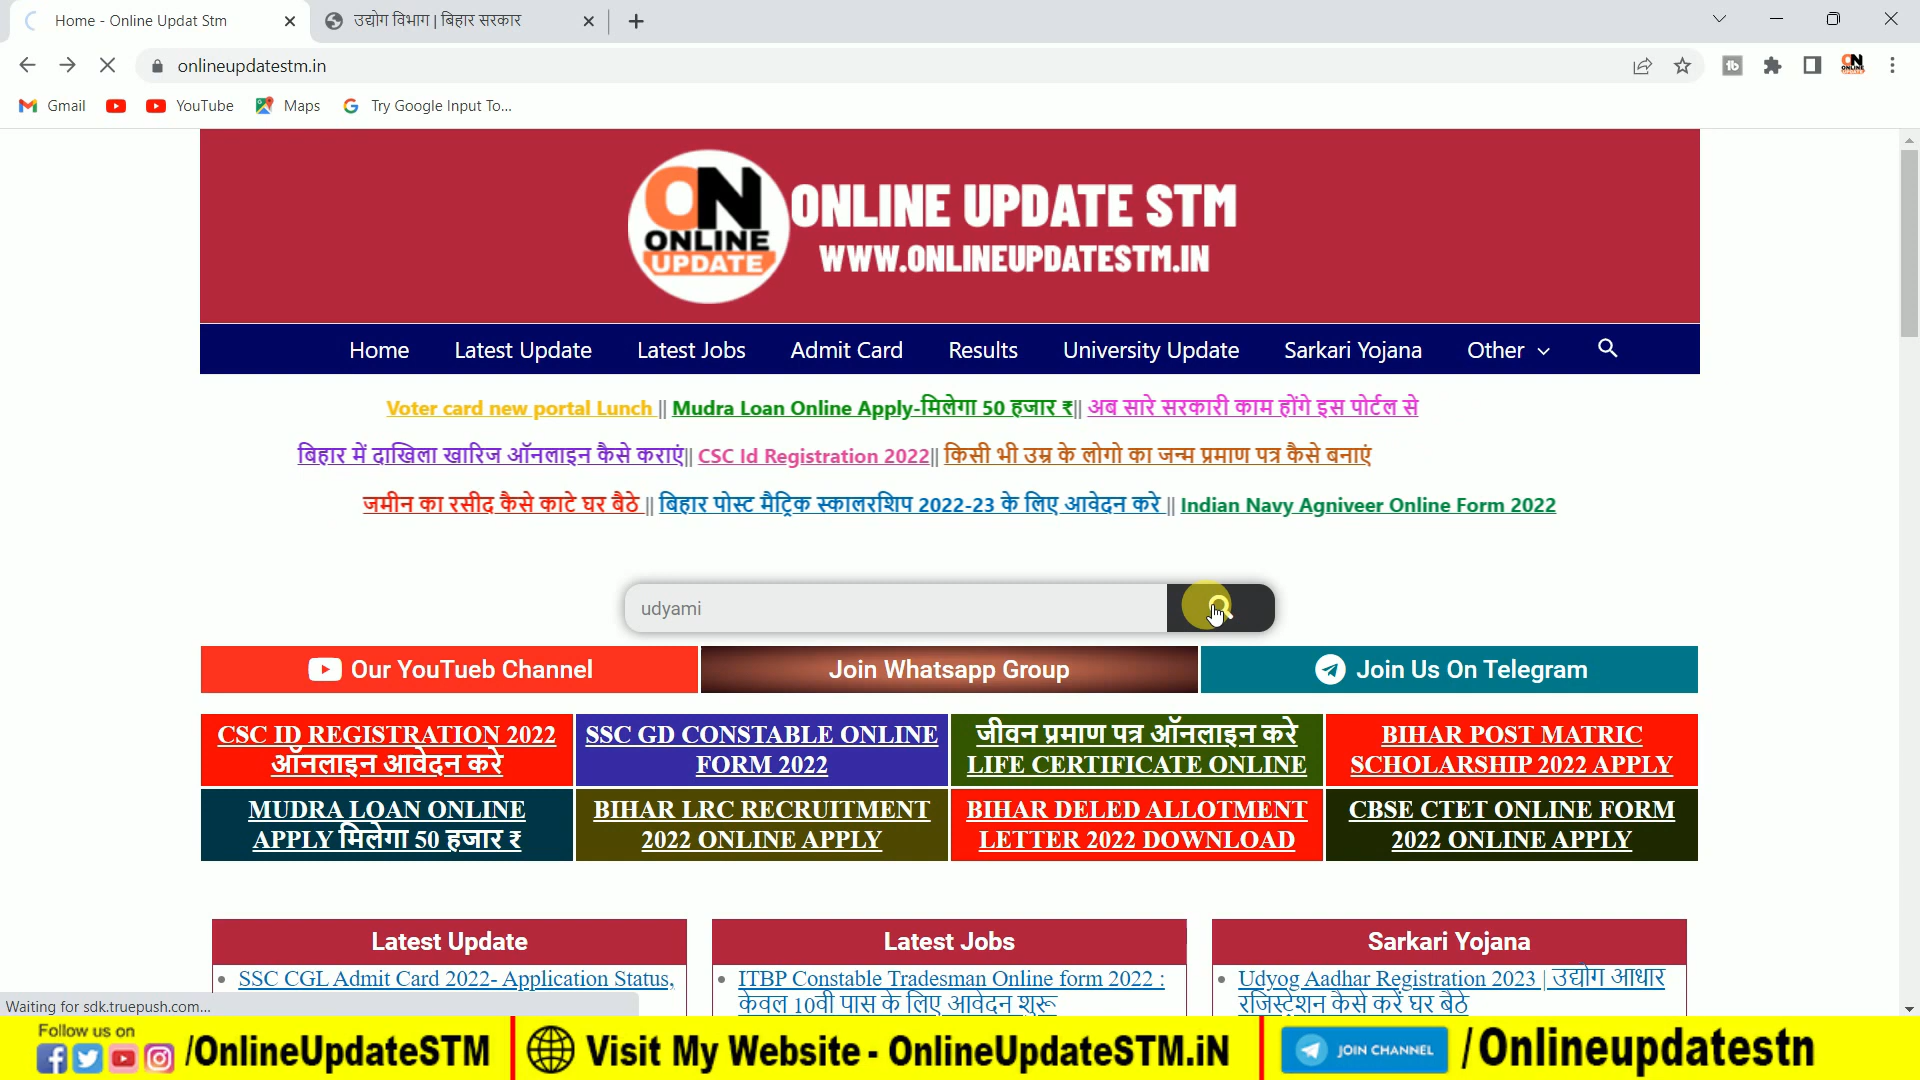 Home - Online Updat Stm
उद्योग विभाग | बिहार सरकार
onlineupdatestm.in
Gmail
YouTube
Maps
Try Google Input To...
ON
ONLINE
UPDATE
ONLINE UPDATE STM
WWW.ONLINEUPDATESTM.IN
Home Latest Update Latest Jobs Admit Card Results University Update Sarkari Yojana Other
Voter card new portal Lunch || Mudra Loan Online Apply-मिलेगा 50 हजार ₹|| अब सारे सरकारी काम होंगे इस पोर्टल से
बिहार में दाखिला खारिज ऑनलाइन कैसे कराएं|| CSC Id Registration 2022|| किसी भी उम्र के लोगो का जन्म प्रमाण पत्र कैसे बनाएं
जमीन का रसीद कैसे काटे घर बैठे || बिहार पोस्ट मैट्रिक स्कालरशिप 2022-23 के लिए आवेदन करे || Indian Navy Agniveer Online Form 2022
udyami
Our YouTueb Channel
Join Whatsapp Group
Join Us On Telegram
CSC ID REGISTRATION 2022
ऑनलाइन आवेदन करे
SSC GD CONSTABLE ONLINE
FORM 2022
जीवन प्रमाण पत्र ऑनलाइन करे
LIFE CERTIFICATE ONLINE
BIHAR POST MATRIC
SCHOLARSHIP 2022 APPLY
MUDRA LOAN ONLINE
APPLY मिलेगा 50 हजार ₹
BIHAR LRC RECRUITMENT
2022 ONLINE APPLY
BIHAR DELED ALLOTMENT
LETTER 2022 DOWNLOAD
CBSE CTET ONLINE FORM
2022 ONLINE APPLY
Latest Update
SSC CGL Admit Card 2022- Application Status,
Latest Jobs
ITBP Constable Tradesman Online form 2022 :
केवल 10वी पास के लिए आवेदन शुरू
Sarkari Yojana
Udyog Aadhar Registration 2023 | उद्योग आधार
रजिस्ट्रेशन कैसे करें घर बैठे
Waiting for sdk.truepush.com...
Follow us on
/OnlineUpdateSTM
Visit My Website - OnlineUpdateSTM.iN
JOIN CHANNEL
/Onlineupdatestn